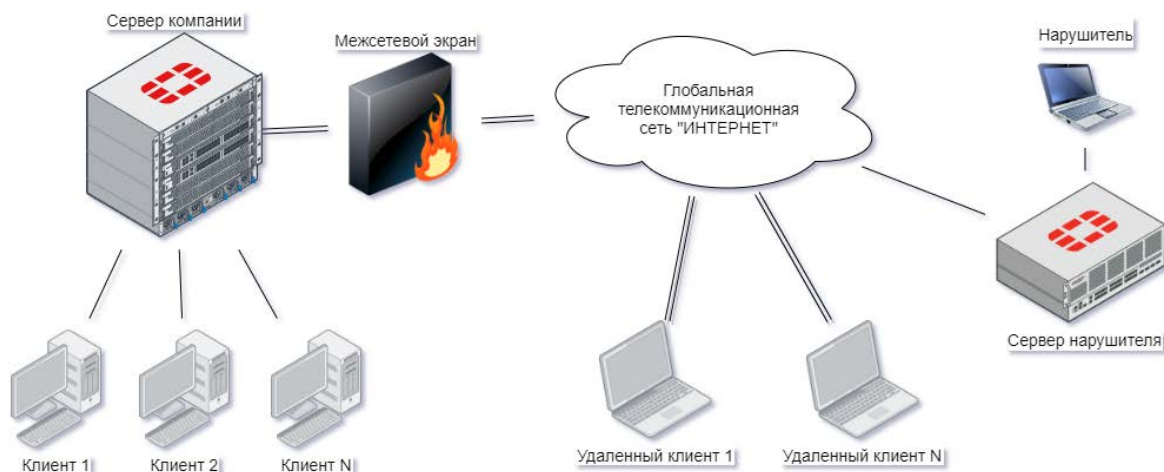 Сервер компании
Межсетевой экран
Нарушитель
Глобальная
телекоммуникационная
сеть "ИНТЕРНЕТ"
Сервер нарушителя
Клиент 1
Клиент 2
Клиент N
Удаленный клиент 1
Удаленный клиент N